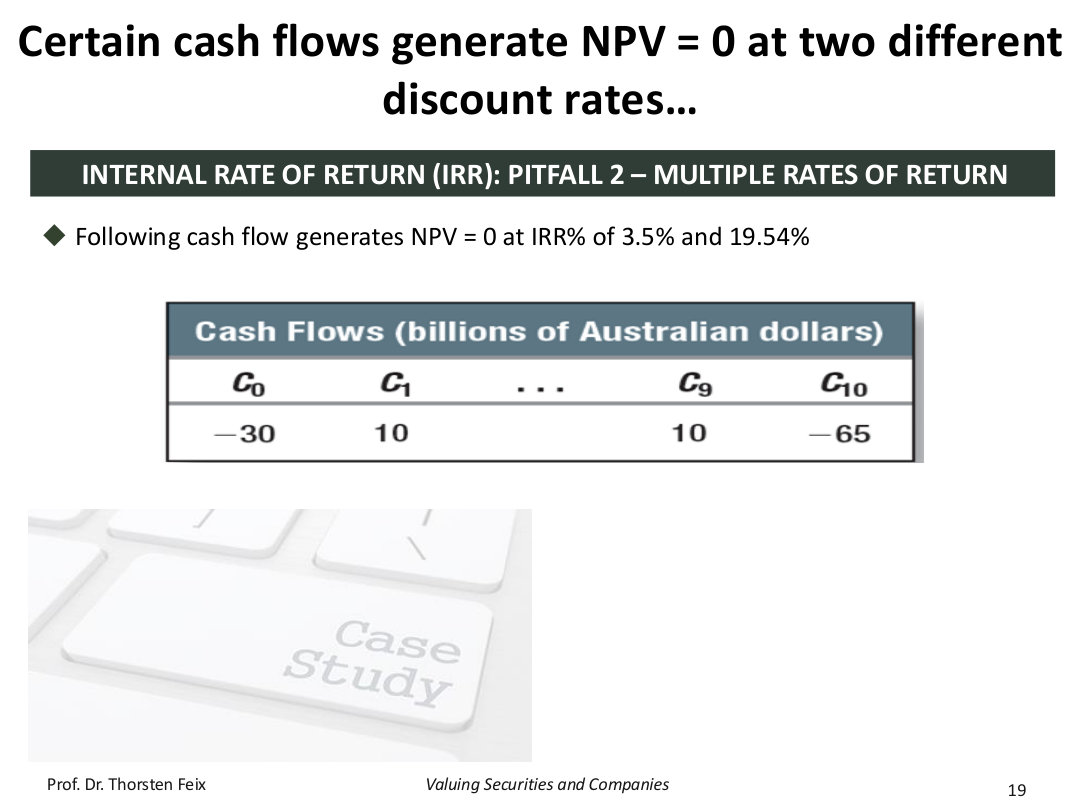 Certain cash flows generate NPV = 0 at two different
discount rates…
INTERNAL RATE OF RETURN (IRR): PITFALL 2 – MULTIPLE RATES OF RETURN
◆ Following cash flow generates NPV = 0 at IRR% of 3.5% and 19.54%
Cash Flows (billions of Australian dollars)
C0 C1 . . . C9 C10
−30 10 10 −65
Case
Study
Prof. Dr. Thorsten Feix Valuing Securities and Companies 19